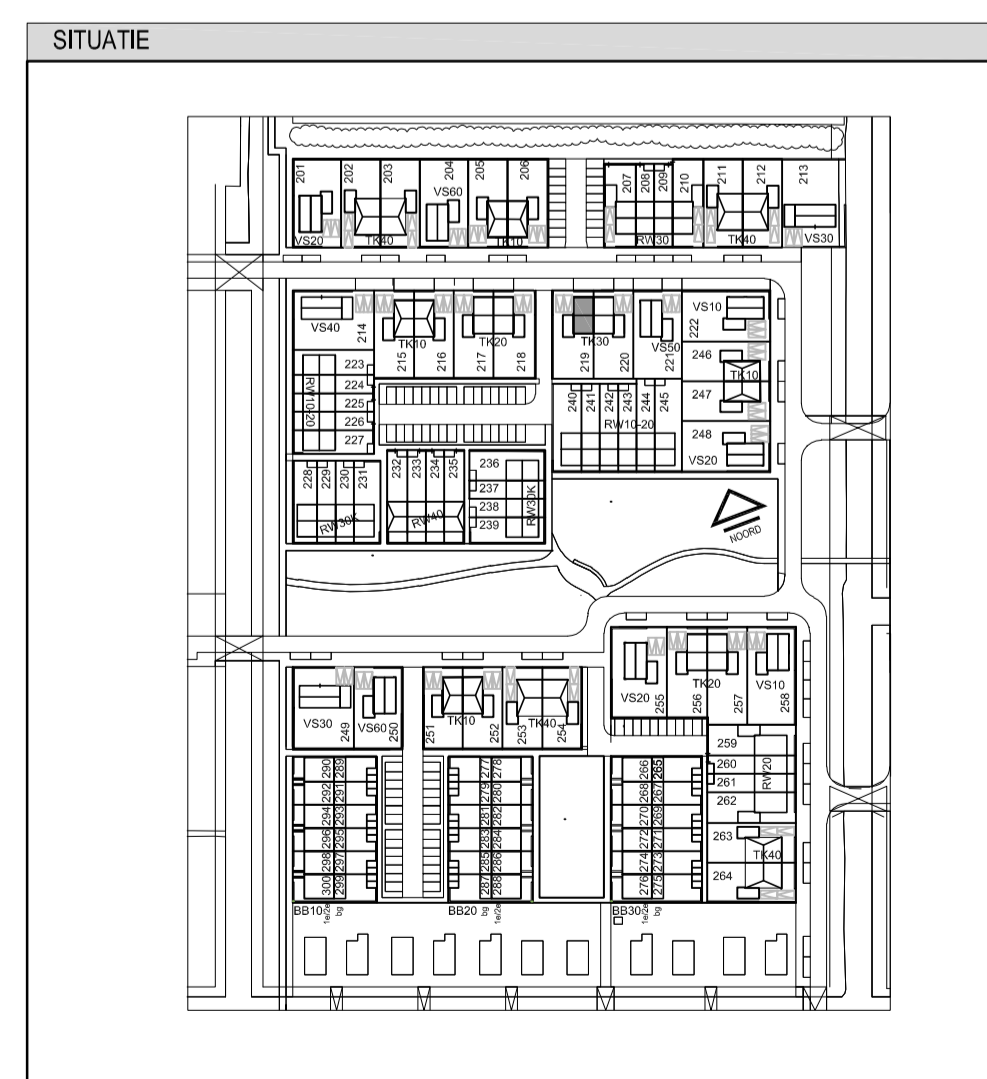 SITUATIE
201 202 203 204 205 206 207 208 209 210 211 212 213
VS20 TK40 VS60 TK10 RW30 TK40 VS30
VS40 214 TK10 TK20 TK30 VS50 VS10 222
215 216 217 218 219 220 221
246 TK10 247
223 224 225 226 227 RW10-20
240 241 242 243 244 245 RW10-20
248 VS20
228 229 230 231 RW30K
232 233 234 235 RW40
236 237 238 239 RW30K
NOORD
VS30 249 VS60 250
251 TK10 252 253 TK40 254
VS20 255 256 TK20 257 VS10 258
259 260 261 262 RW20
263 264 TK40
290 289
292 291
294 293
296 295
298 297
300 299
BB10 1e/2e bg
277 278
279 280
281 282
283 284
285 286
287 288
BB20 bg 1e/2e
266 265
268 267
270 269
272 271
274 273
276 275
BB30 1e/2e bg